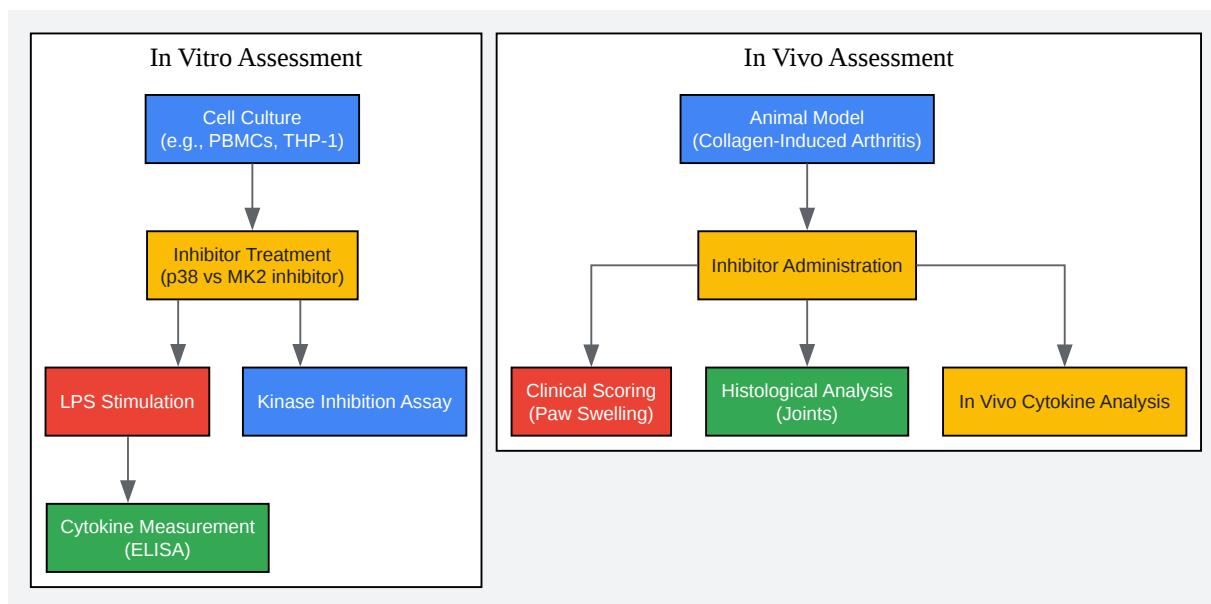 In Vitro Assessment
Cell Culture
(e.g., PBMCs, THP-1)
Inhibitor Treatment
(p38 vs MK2 inhibitor)
LPS Stimulation
Kinase Inhibition Assay
Cytokine Measurement
(ELISA)
In Vivo Assessment
Animal Model
(Collagen-Induced Arthritis)
Inhibitor Administration
Clinical Scoring
(Paw Swelling)
Histological Analysis
(Joints)
In Vivo Cytokine Analysis